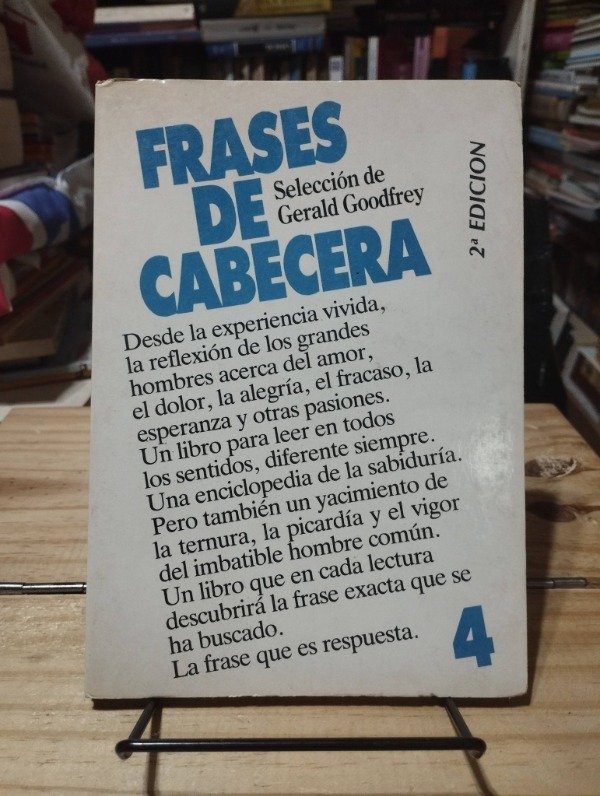 FRASES
DE
CABECERA
Selección de
Gerald Goodfrey
2ª EDICION
Desde la experiencia vivida,
la reflexión de los grandes
hombres acerca del amor,
el dolor, la alegría, el fracaso, la
esperanza y otras pasiones.
Un libro para leer en todos
los sentidos, diferente siempre.
Una enciclopedia de la sabiduría.
Pero también un yacimiento de
la ternura, la picardía y el vigor
del imbatible hombre común.
Un libro que en cada lectura
descubrirá la frase exacta que se
ha buscado.
La frase que es respuesta.
4